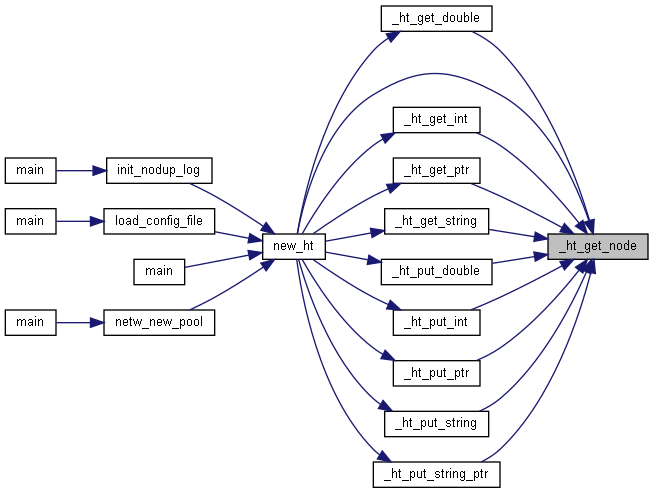 _ht_get_double
_ht_get_int
main
init_nodup_log
_ht_get_ptr
main
load_config_file
_ht_get_string
new_ht
_ht_get_node
main
_ht_put_double
main
netw_new_pool
_ht_put_int
_ht_put_ptr
_ht_put_string
_ht_put_string_ptr